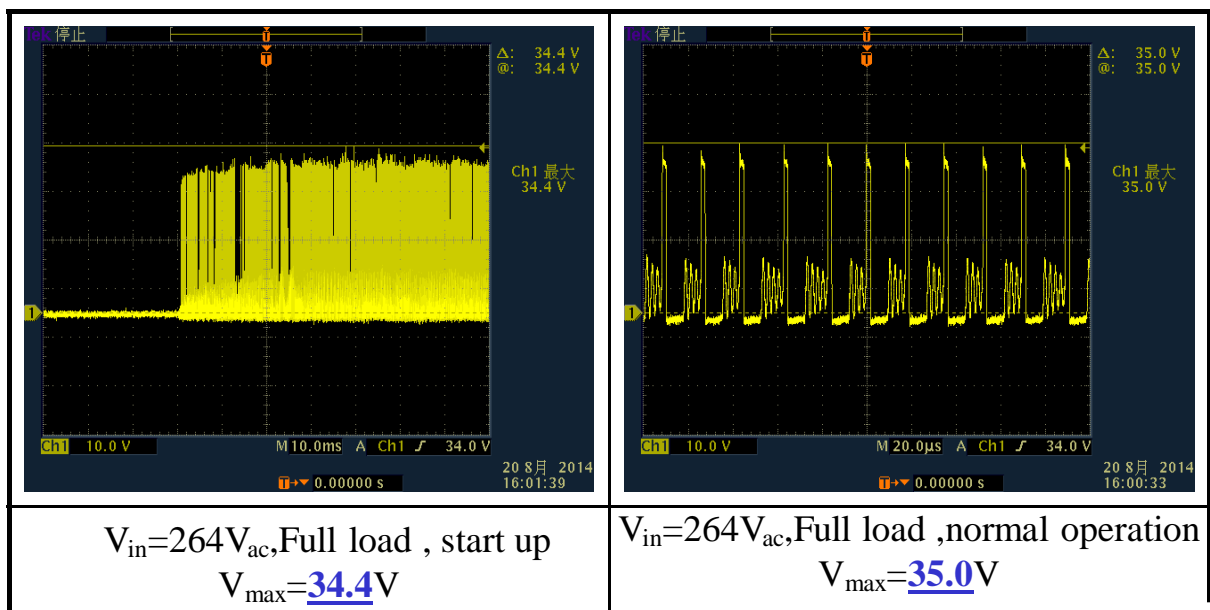 停止
Δ: 34.4 V
@: 34.4 V
Ch1 最大
34.4 V
1
Ch1 10.0 V M 10.0ms A Ch1 34.0 V
20 8月 2014
T 0.00000 s 16:01:39
停止
Δ: 35.0 V
@: 35.0 V
Ch1 最大
35.0 V
1
Ch1 10.0 V M 20.0µs A Ch1 34.0 V
20 8月 2014
T 0.00000 s 16:00:33
Vin=264Vac,Full load , start up
Vmax=34.4V
Vin=264Vac,Full load ,normal operation
Vmax=35.0V